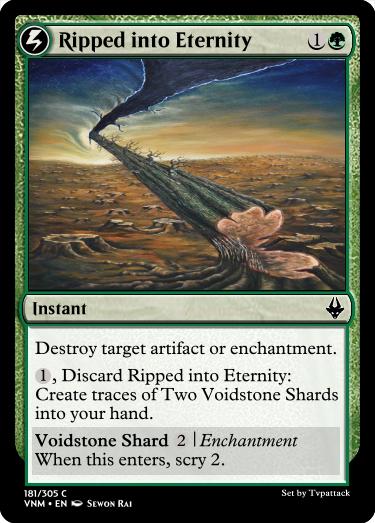 Ripped into Eternity 1
Instant
Destroy target artifact or enchantment.
1, Discard Ripped into Eternity:
Create traces of Two Voidstone Shards
into your hand.
Voidstone Shard 2 | Enchantment
When this enters, scry 2.
181/305 C
VNM • EN Sewon Rai
Set by Tvpattack